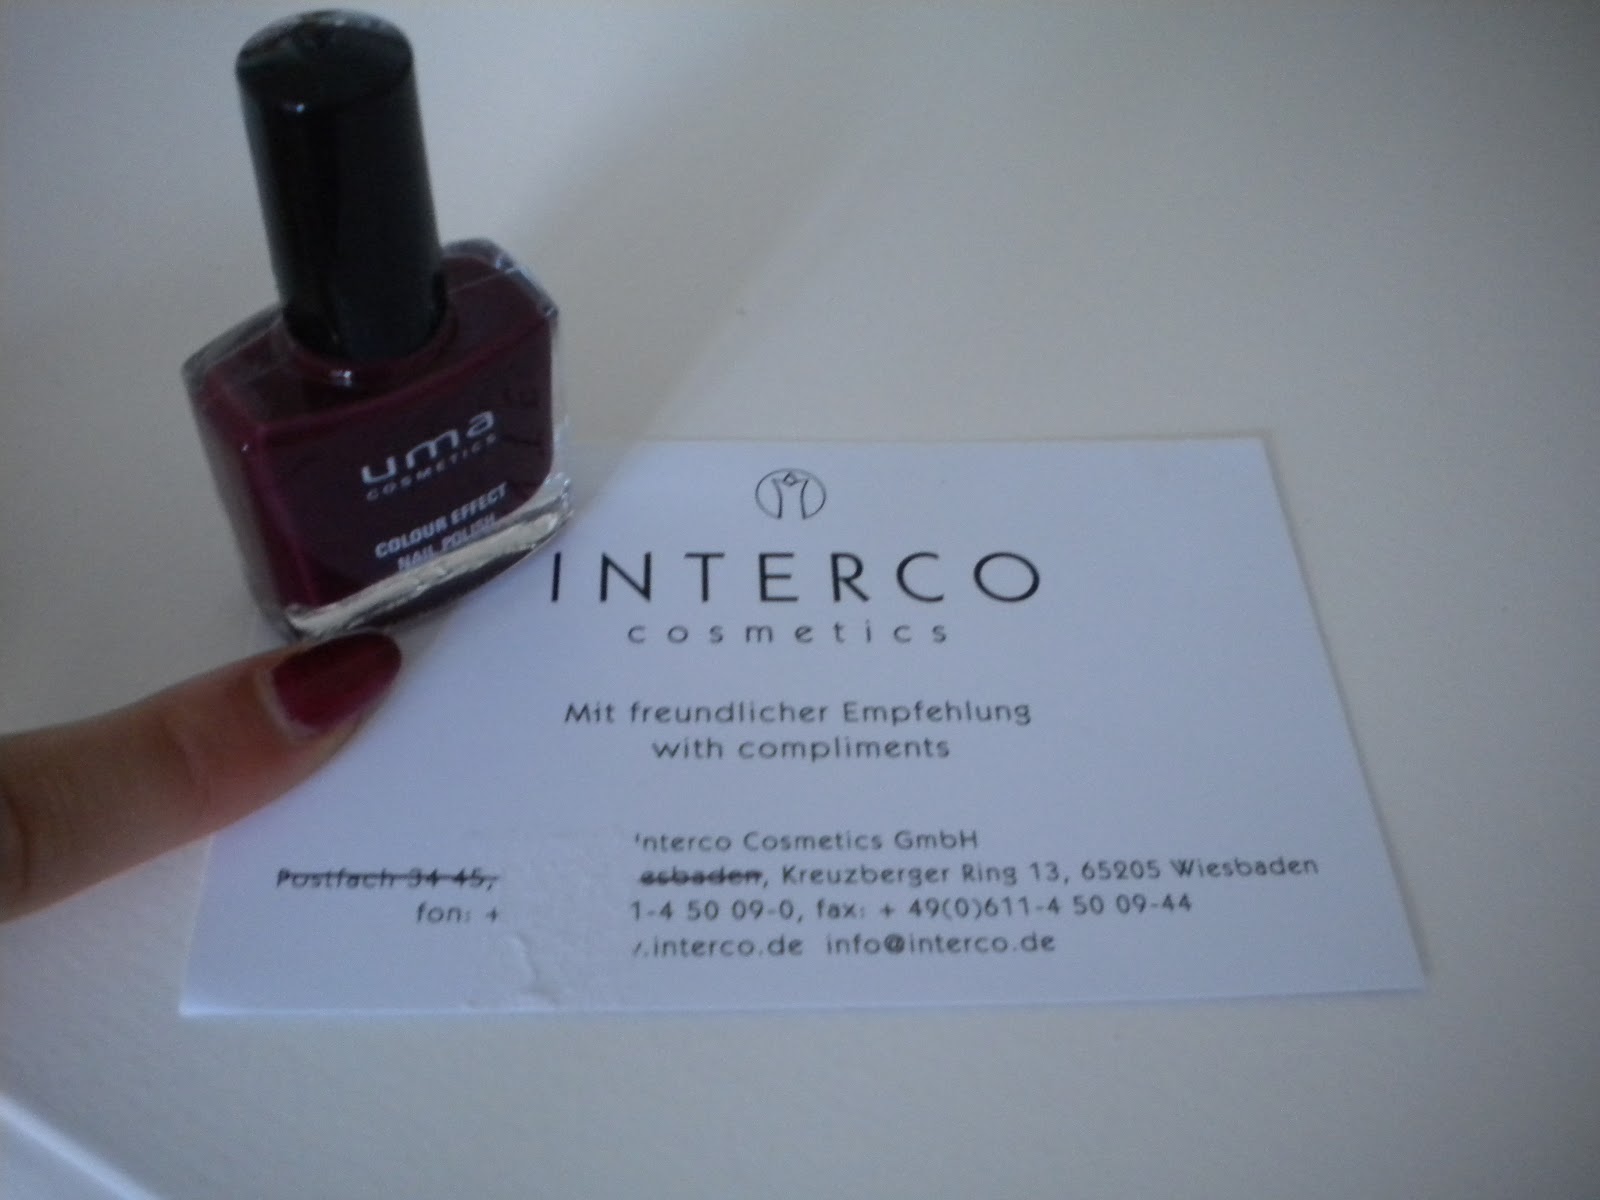 uma
COSMETICS
COLOUR EFFECT
NAIL POLISH
INTERCO
cosmetics
Mit freundlicher Empfehlung
with compliments
nterco Cosmetics GmbH
Postfach 34 45, esbaden, Kreuzberger Ring 13, 65205 Wiesbaden
fon: + 1-4 50 09-0, fax: + 49(0)611-4 50 09-44
.interco.de info@interco.de